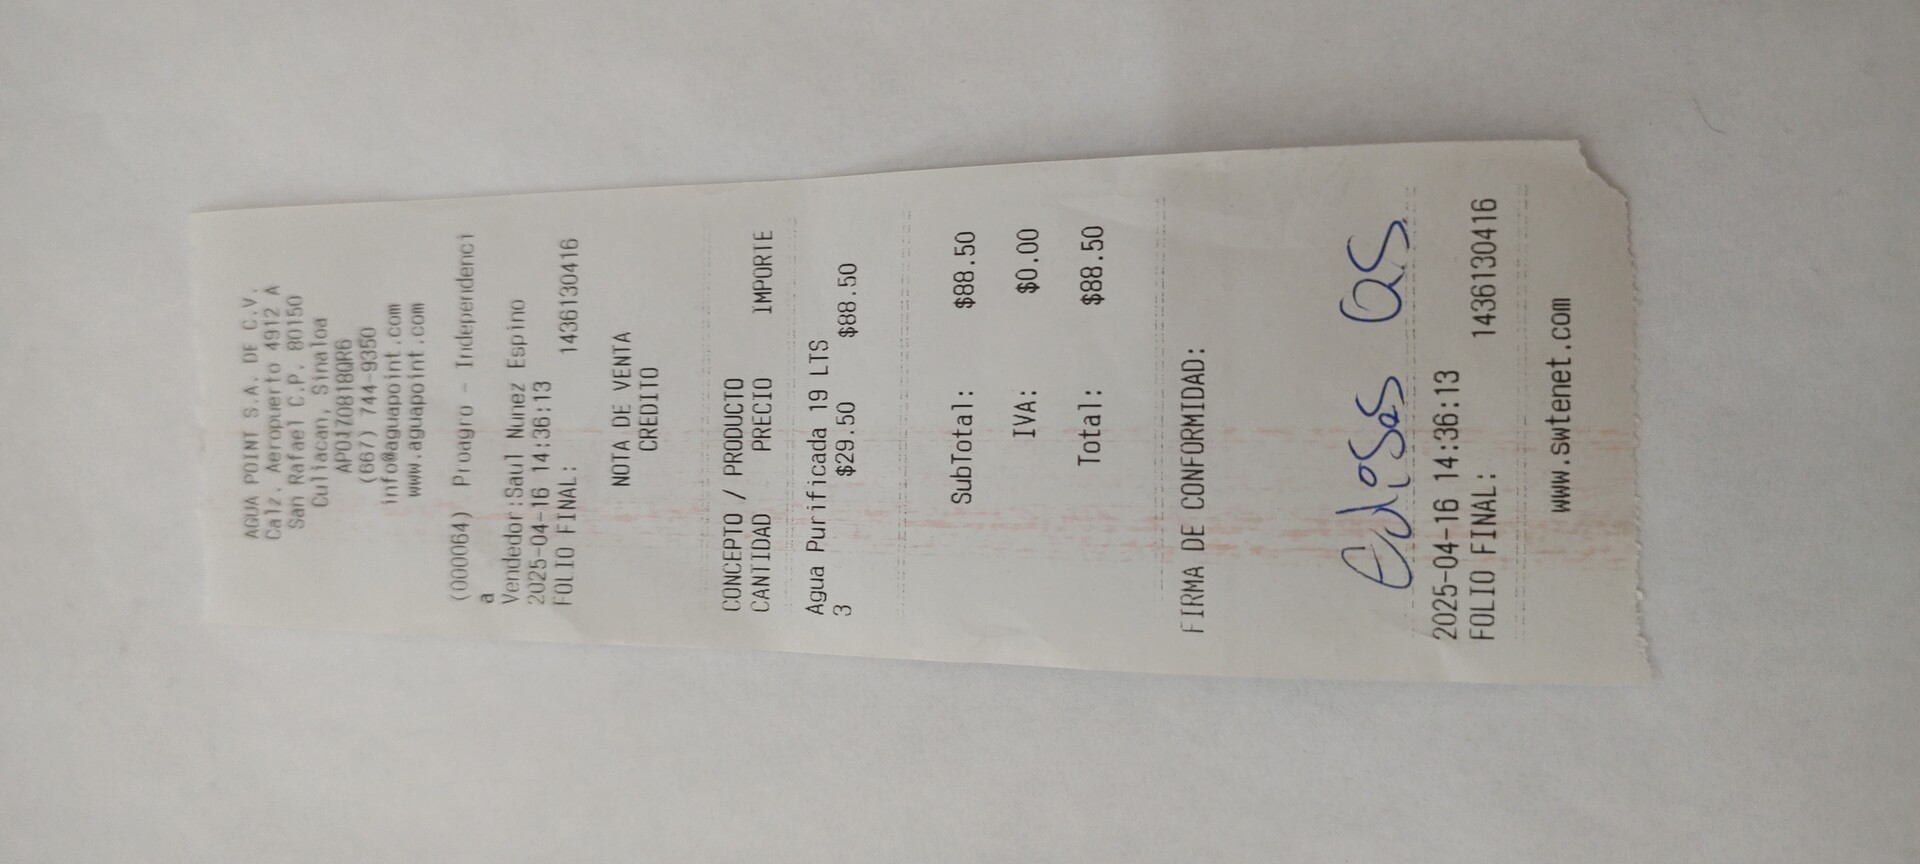 AGUA POINT S.A. DE C.V.
Calz. Aeropuerto 4912 A
San Rafael C.P. 80150
Culiacan, Sinaloa
APO170818QR6
(667) 744-9350
info@aguapoint.com
www.aguapoint.com
(000064) Proagro - Independenci
a
Vendedor:Saul Nunez Espino
2025-04-16 14:36:13
FOLIO FINAL: 1436130416
NOTA DE VENTA
CREDITO
CONCEPTO / PRODUCTO
CANTIDAD PRECIO IMPORTE
Agua Purificada 19 LTS
3 $29.50 $88.50
SubTotal: $88.50
IVA: $0.00
Total: $88.50
FIRMA DE CONFORMIDAD:
2025-04-16 14:36:13
FOLIO FINAL: 1436130416
www.swtenet.com